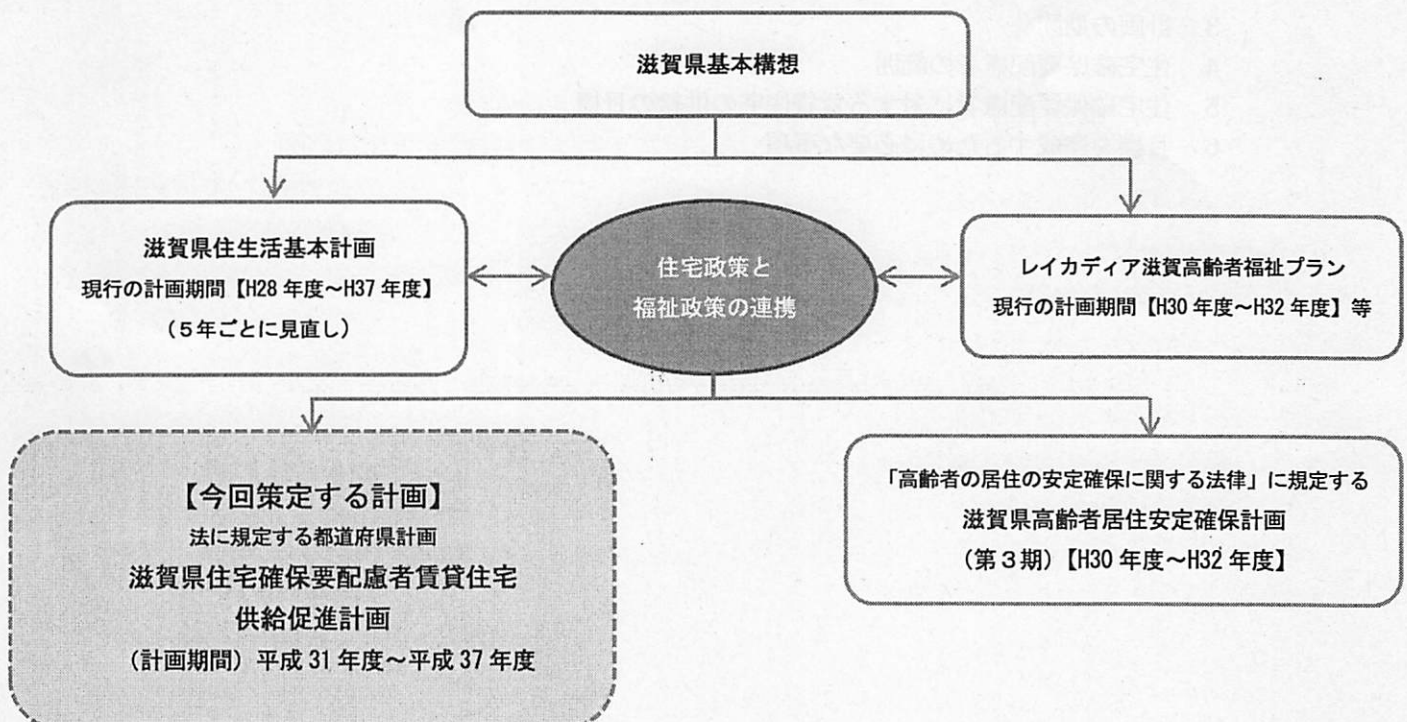 滋賀県基本構想
滋賀県住生活基本計画
現行の計画期間【H28 年度～H37 年度】
（５年ごとに見直し）
住宅政策と
福祉政策の連携
レイカディア滋賀高齢者福祉プラン
現行の計画期間【H30 年度～H32 年度】等
【今回策定する計画】
法に規定する都道府県計画
滋賀県住宅確保要配慮者賃貸住宅
供給促進計画
（計画期間）平成 31 年度～平成 37 年度
「高齢者の居住の安定確保に関する法律」に規定する
滋賀県高齢者居住安定確保計画
（第３期）【H30 年度～H32 年度】